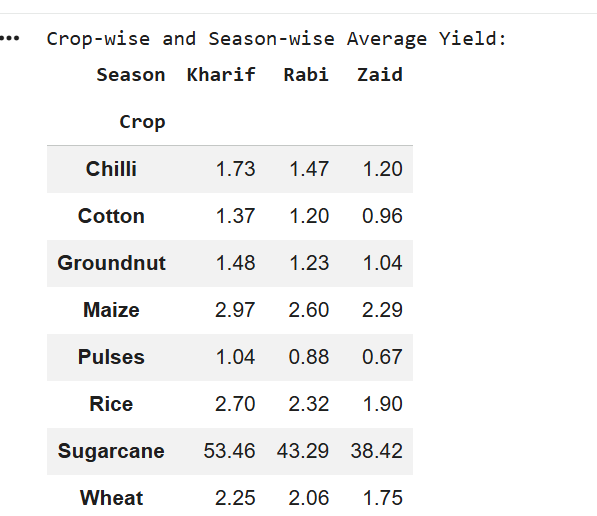 Crop-wise and Season-wise Average Yield:
Season Kharif Rabi Zaid
Crop
Chilli 1.73 1.47 1.20
Cotton 1.37 1.20 0.96
Groundnut 1.48 1.23 1.04
Maize 2.97 2.60 2.29
Pulses 1.04 0.88 0.67
Rice 2.70 2.32 1.90
Sugarcane 53.46 43.29 38.42
Wheat 2.25 2.06 1.75